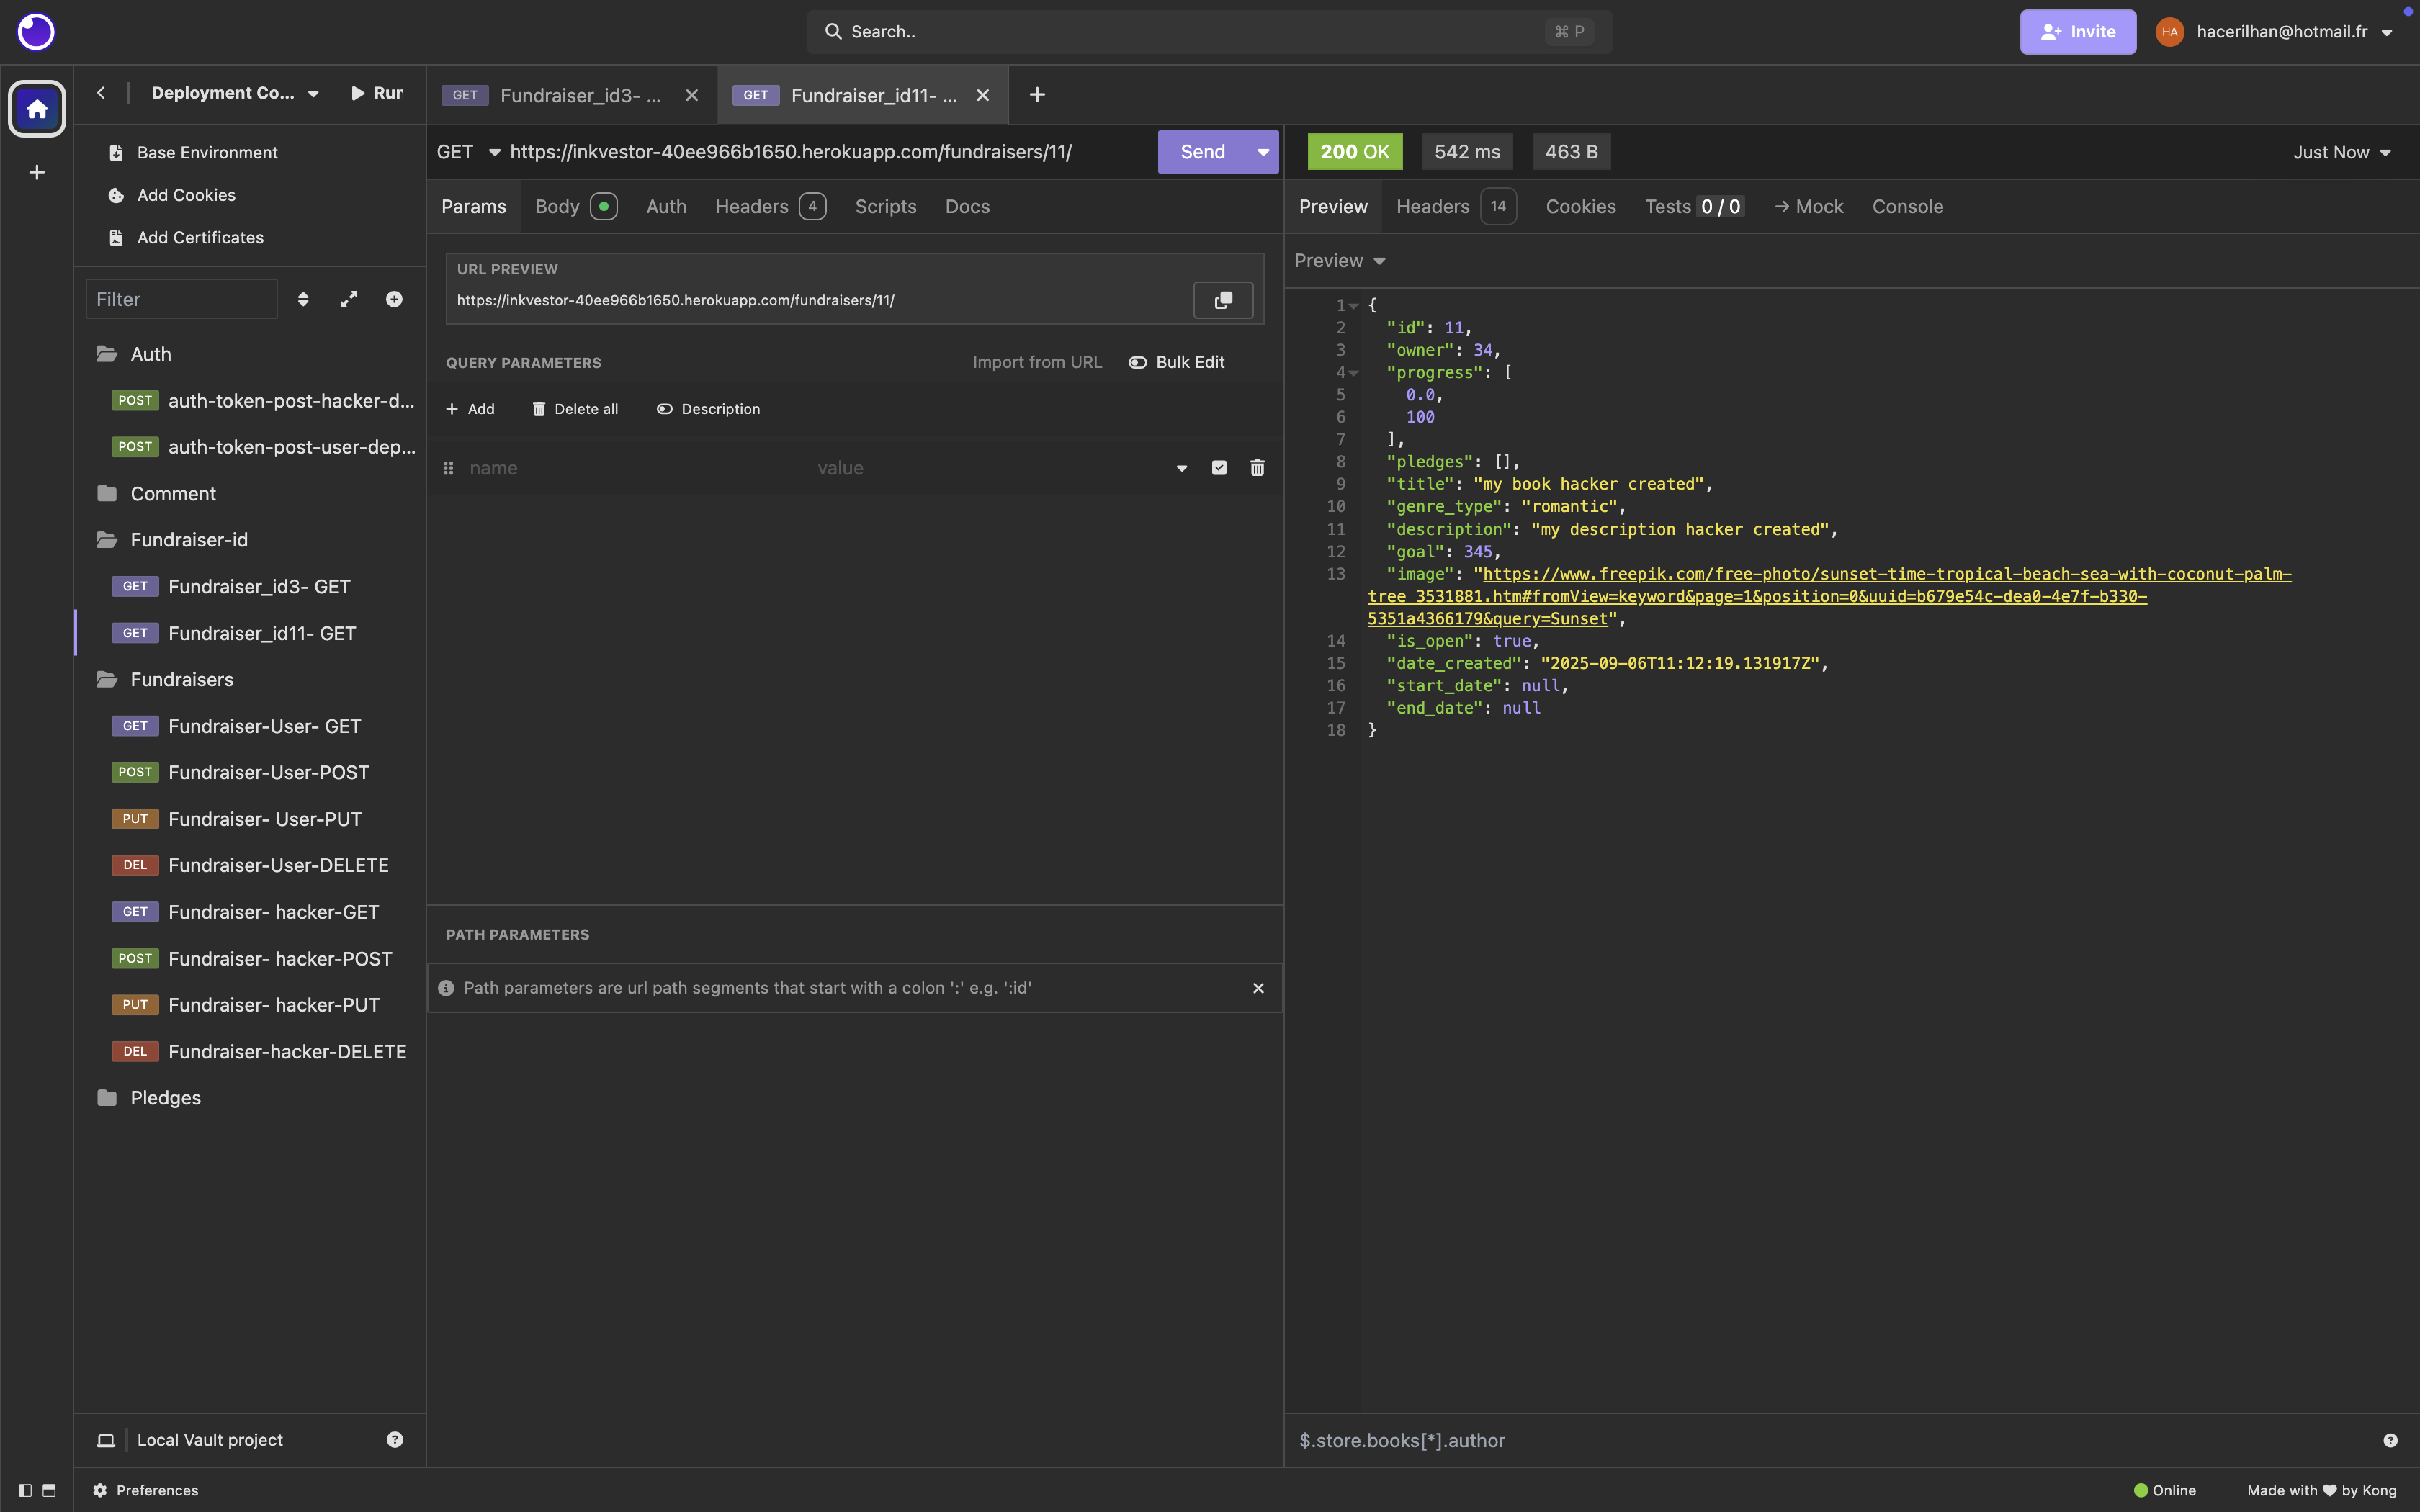 Search..
⌘ P
Invite
HA
hacerilhan@hotmail.fr
Deployment Co...
Rur
GET Fundraiser_id3- ...
GET Fundraiser_id11- ...
Base Environment
Add Cookies
Add Certificates
Filter
Auth
POST auth-token-post-hacker-d...
POST auth-token-post-user-dep...
Comment
Fundraiser-id
GET Fundraiser_id3- GET
GET Fundraiser_id11- GET
Fundraisers
GET Fundraiser-User- GET
POST Fundraiser-User-POST
PUT Fundraiser- User-PUT
DEL Fundraiser-User-DELETE
GET Fundraiser- hacker-GET
POST Fundraiser- hacker-POST
PUT Fundraiser- hacker-PUT
DEL Fundraiser-hacker-DELETE
Pledges
Local Vault project
GET https://inkvestor-40ee966b1650.herokuapp.com/fundraisers/11/
Send
Params Body Auth Headers 4 Scripts Docs
URL PREVIEW
https://inkvestor-40ee966b1650.herokuapp.com/fundraisers/11/
QUERY PARAMETERS Import from URL Bulk Edit
Add Delete all Description
name value
PATH PARAMETERS
Path parameters are url path segments that start with a colon ':' e.g. ':id'
200 OK 542 ms 463 B Just Now
Preview Headers 14 Cookies Tests 0 / 0 → Mock Console
Preview
1 {
2 "id": 11,
3 "owner": 34,
4 "progress": [
5 0.0,
6 100
7 ],
8 "pledges": [],
9 "title": "my book hacker created",
10 "genre_type": "romantic",
11 "description": "my description hacker created",
12 "goal": 345,
13 "image": "https://www.freepik.com/free-photo/sunset-time-tropical-beach-sea-with-coconut-palm-
tree_3531881.htm#fromView=keyword&page=1&position=0&uuid=b679e54c-dea0-4e7f-b330-
5351a4366179&query=Sunset",
14 "is_open": true,
15 "date_created": "2025-09-06T11:12:19.131917Z",
16 "start_date": null,
17 "end_date": null
18 }
$.store.books[*].author
Preferences
Online
Made with ♥ by Kong